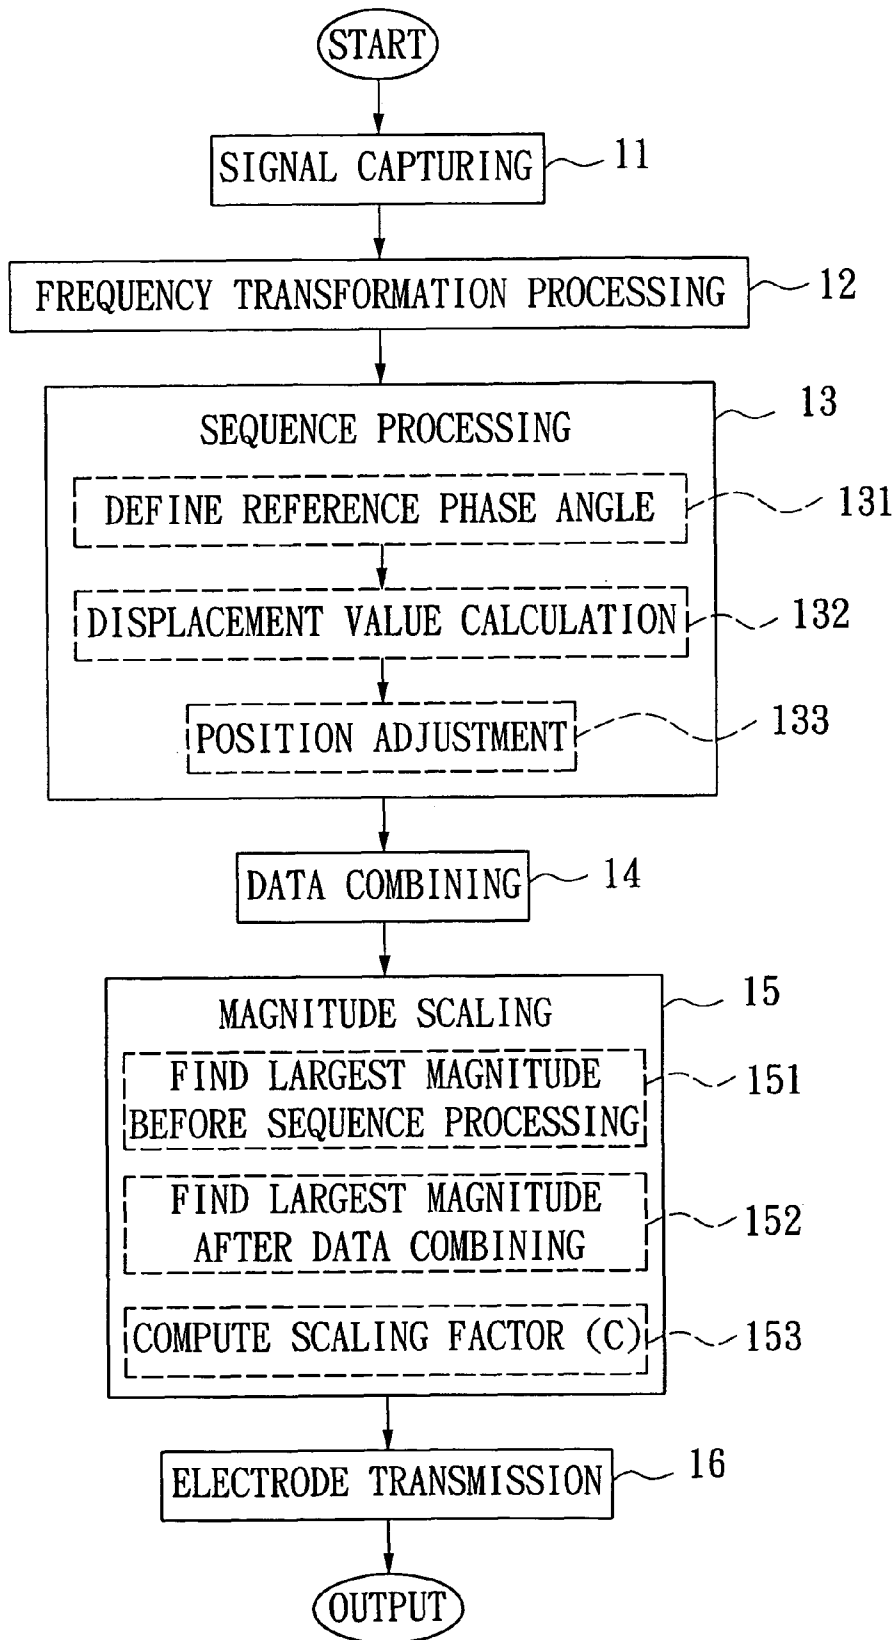 START
SIGNAL CAPTURING
11
FREQUENCY TRANSFORMATION PROCESSING
12
13
SEQUENCE PROCESSING
DEFINE REFERENCE PHASE ANGLE
131
DISPLACEMENT VALUE CALCULATION
132
POSITION ADJUSTMENT
133
DATA COMBINING
14
15
MAGNITUDE SCALING
FIND LARGEST MAGNITUDE
BEFORE SEQUENCE PROCESSING
151
FIND LARGEST MAGNITUDE
AFTER DATA COMBINING
152
COMPUTE SCALING FACTOR (C)
153
ELECTRODE TRANSMISSION
16
OUTPUT